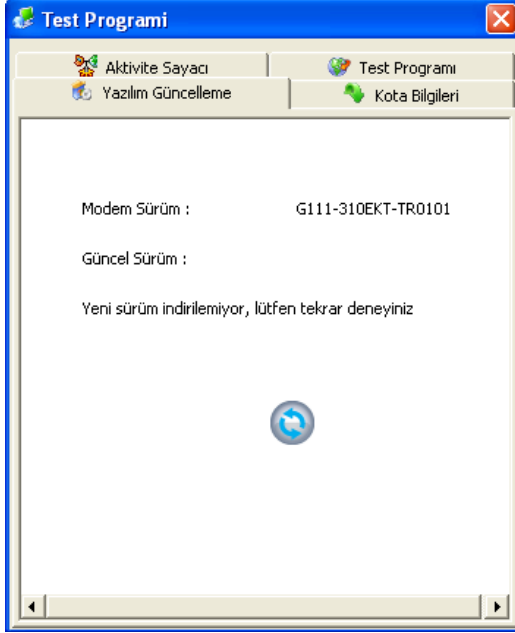 Test Programi
Aktivite Sayacı
Test Programı
Yazılım Güncelleme
Kota Bilgileri
Modem Sürüm : G111-310EKT-TR0101
Güncel Sürüm :
Yeni sürüm indirilemiyor, lütfen tekrar deneyiniz